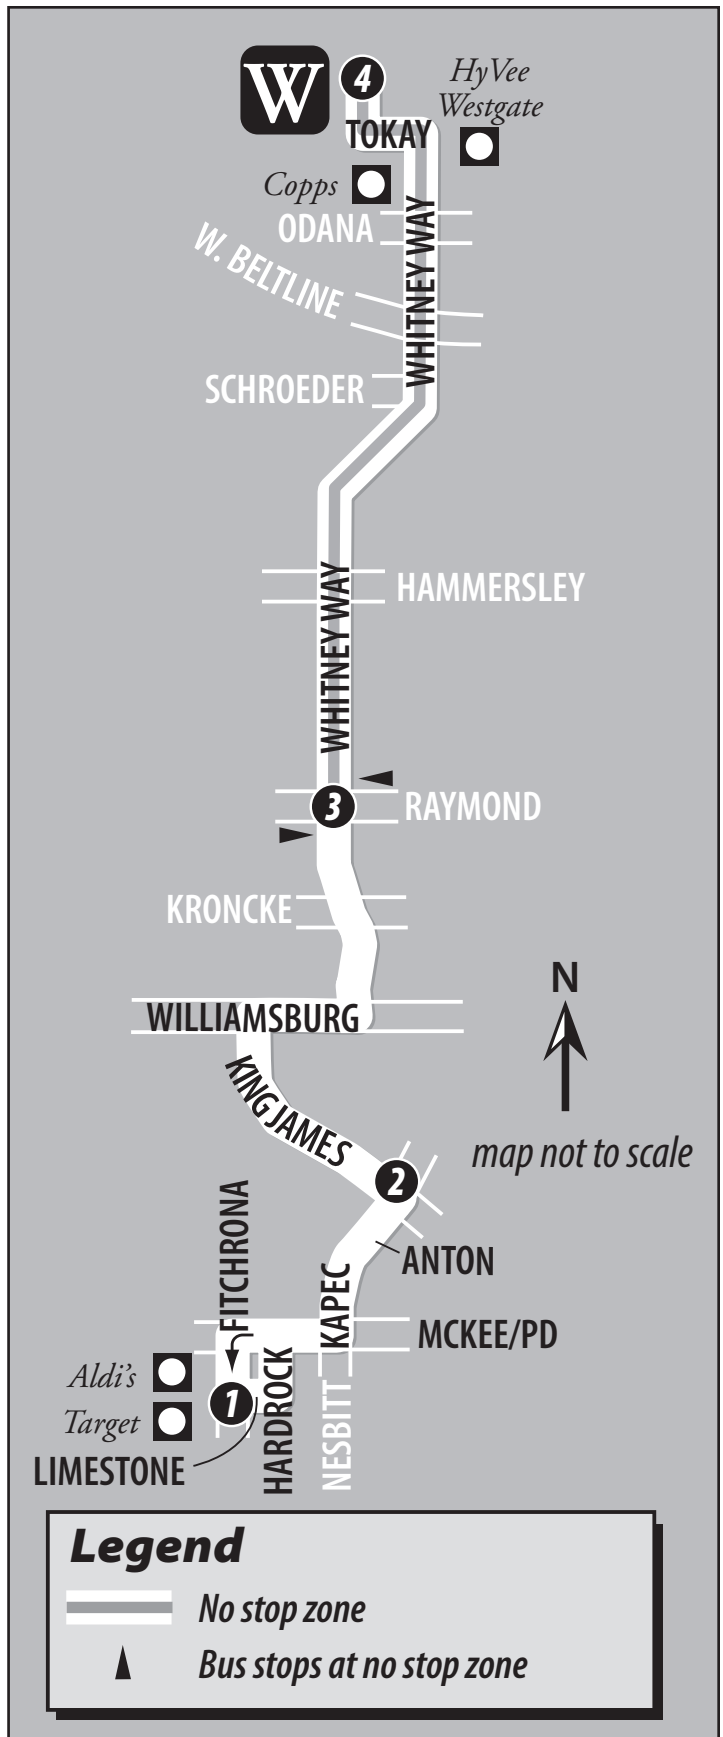 W
4
HyVee
Westgate
TOKAY
Copps
ODANA
WHITNEY WAY
W. BELTLINE
SCHROEDER
WHITNEY WAY
HAMMERSLEY
3
RAYMOND
KRONCKE
N
WILLIAMSBURG
KING JAMES
map not to scale
2
FITCHRONA
ANTON
KAPEC
MCKEE/PD
Aldi's
1
Target
HARDROCK
NESBITT
LIMESTONE
Legend
No stop zone
Bus stops at no stop zone